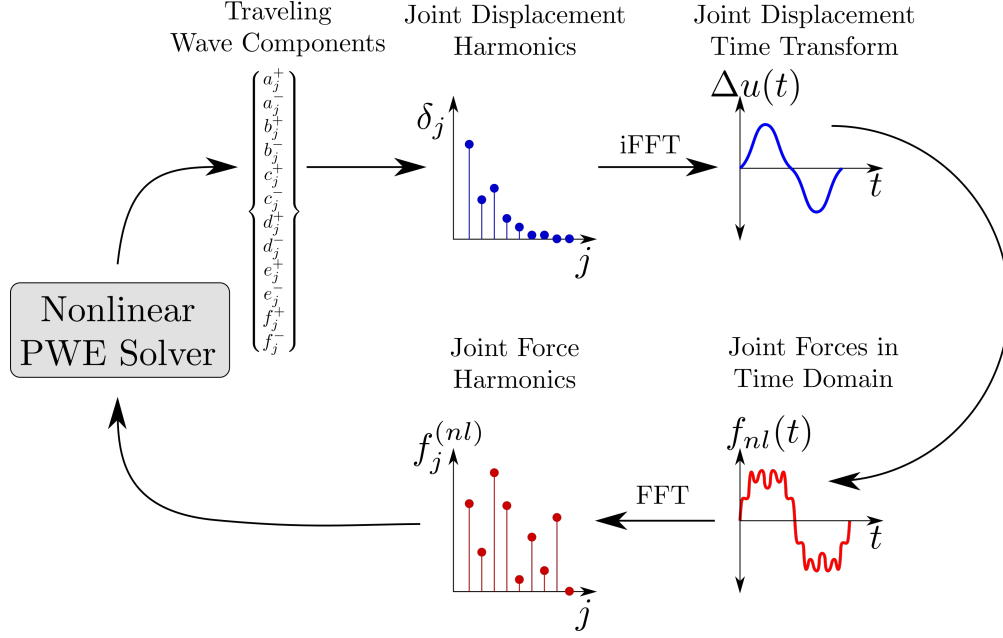 Traveling
Wave Components
a_j^+
a_j^-
b_j^+
b_j^-
c_j^+
c_j^-
d_j^+
d_j^-
e_j^+
e_j^-
f_j^+
f_j^-
Joint Displacement
Harmonics
δ_j
j
iFFT
Joint Displacement
Time Transform
Δu(t)
t
Nonlinear
PWE Solver
Joint Force
Harmonics
f_j^{(nl)}
j
FFT
Joint Forces in
Time Domain
f_{nl}(t)
t